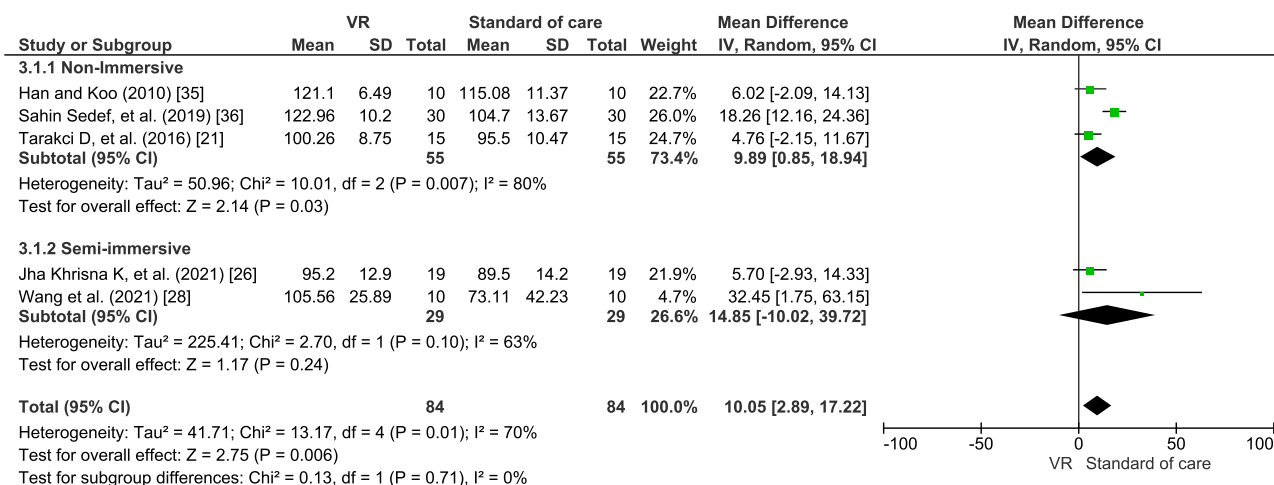 VR Standard of care Mean Difference Mean Difference
Study or Subgroup Mean SD Total Mean SD Total Weight IV, Random, 95% CI IV, Random, 95% CI
3.1.1 Non-Immersive
Han and Koo (2010) [35] 121.1 6.49 10 115.08 11.37 10 22.7% 6.02 [-2.09, 14.13]
Sahin Sedef, et al. (2019) [36] 122.96 10.2 30 104.7 13.67 30 26.0% 18.26 [12.16, 24.36]
Tarakci D, et al. (2016) [21] 100.26 8.75 15 95.5 10.47 15 24.7% 4.76 [-2.15, 11.67]
Subtotal (95% CI) 55 55 73.4% 9.89 [0.85, 18.94]
Heterogeneity: Tau² = 50.96; Chi² = 10.01, df = 2 (P = 0.007); I² = 80%
Test for overall effect: Z = 2.14 (P = 0.03)
3.1.2 Semi-immersive
Jha Khrisna K, et al. (2021) [26] 95.2 12.9 19 89.5 14.2 19 21.9% 5.70 [-2.93, 14.33]
Wang et al. (2021) [28] 105.56 25.89 10 73.11 42.23 10 4.7% 32.45 [1.75, 63.15]
Subtotal (95% CI) 29 29 26.6% 14.85 [-10.02, 39.72]
Heterogeneity: Tau² = 225.41; Chi² = 2.70, df = 1 (P = 0.10); I² = 63%
Test for overall effect: Z = 1.17 (P = 0.24)
Total (95% CI) 84 84 100.0% 10.05 [2.89, 17.22]
Heterogeneity: Tau² = 41.71; Chi² = 13.17, df = 4 (P = 0.01); I² = 70%
Test for overall effect: Z = 2.75 (P = 0.006)
Test for subgroup differences: Chi² = 0.13, df = 1 (P = 0.71), I² = 0%
-100 -50 0 50 100
VR Standard of care